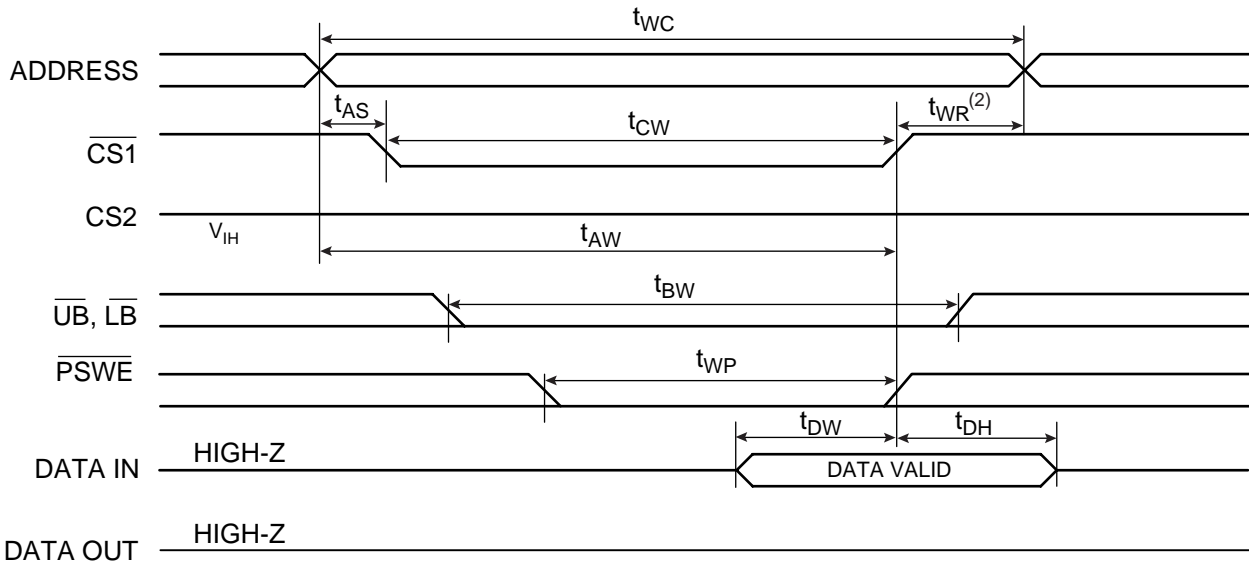 tWC
ADDRESS
tAS
tCW
tWR(2)
CS1
CS2
VIH
tAW
UB, LB
tBW
PSWE
tWP
tDW
tDH
DATA IN
HIGH-Z
DATA VALID
DATA OUT
HIGH-Z